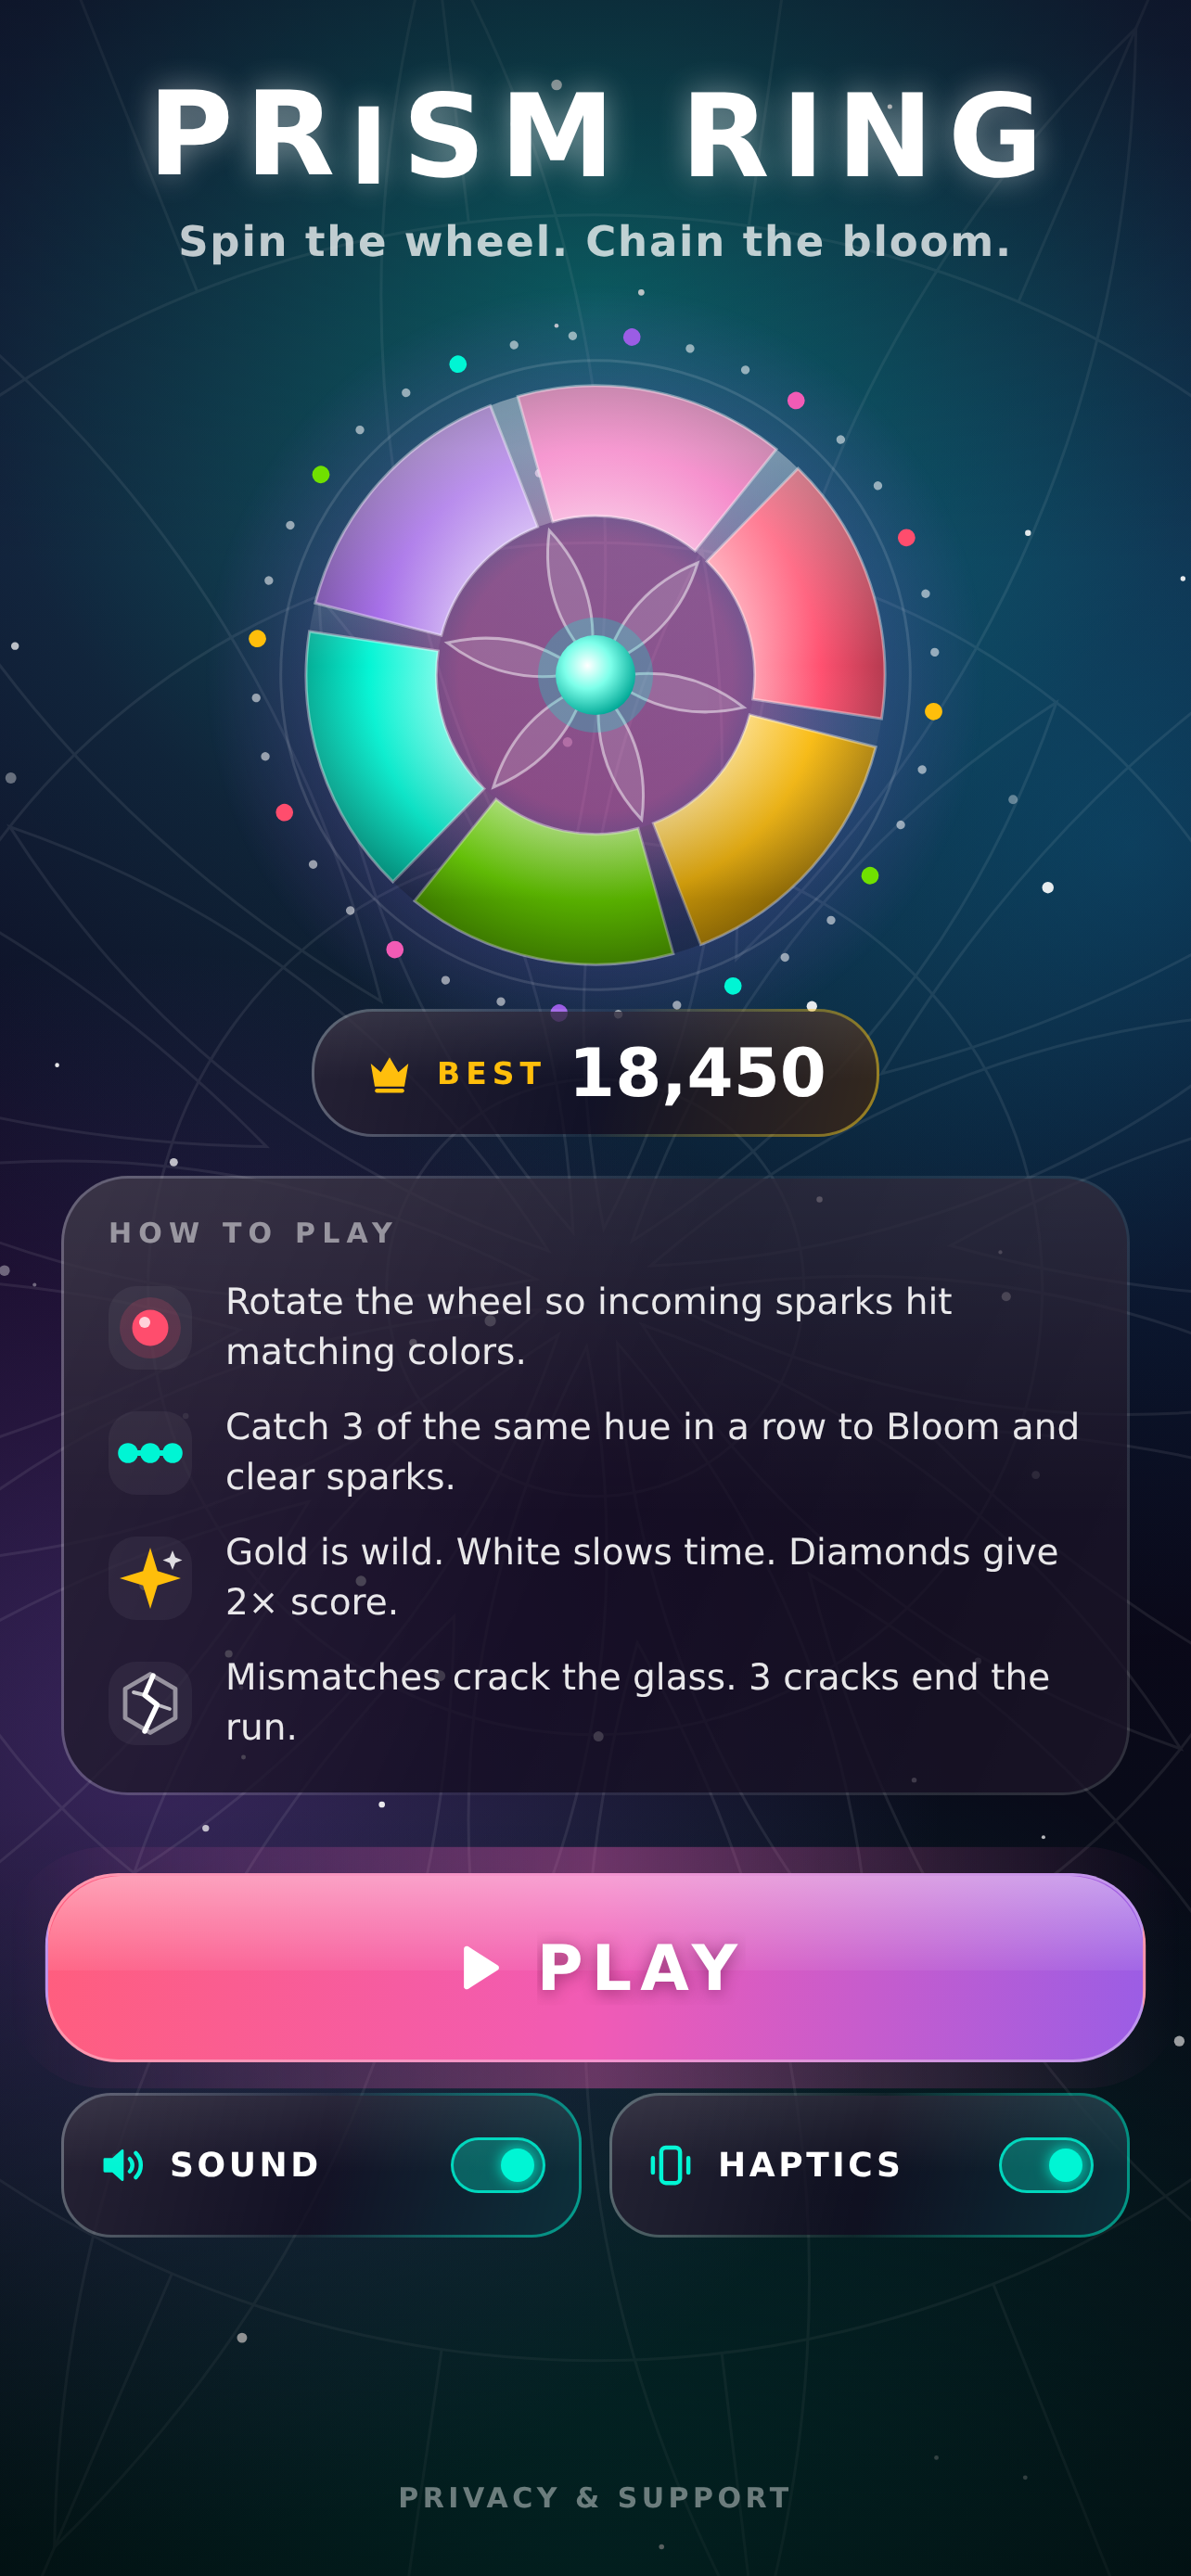 PRıSM RING
Spin the wheel. Chain the bloom.
BEST 18,450
HOW TO PLAY
Rotate the wheel so incoming sparks hit
matching colors.
Catch 3 of the same hue in a row to Bloom and
clear sparks.
Gold is wild. White slows time. Diamonds give
2× score.
Mismatches crack the glass. 3 cracks end the
run.
PLAY
SOUND
HAPTICS
PRIVACY & SUPPORT